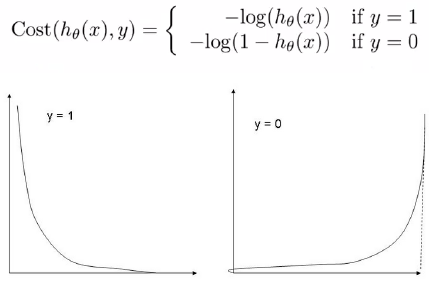 Cost(hθ(x), y) = { −log(hθ(x)) if y = 1
−log(1 − hθ(x)) if y = 0
y = 1
y = 0